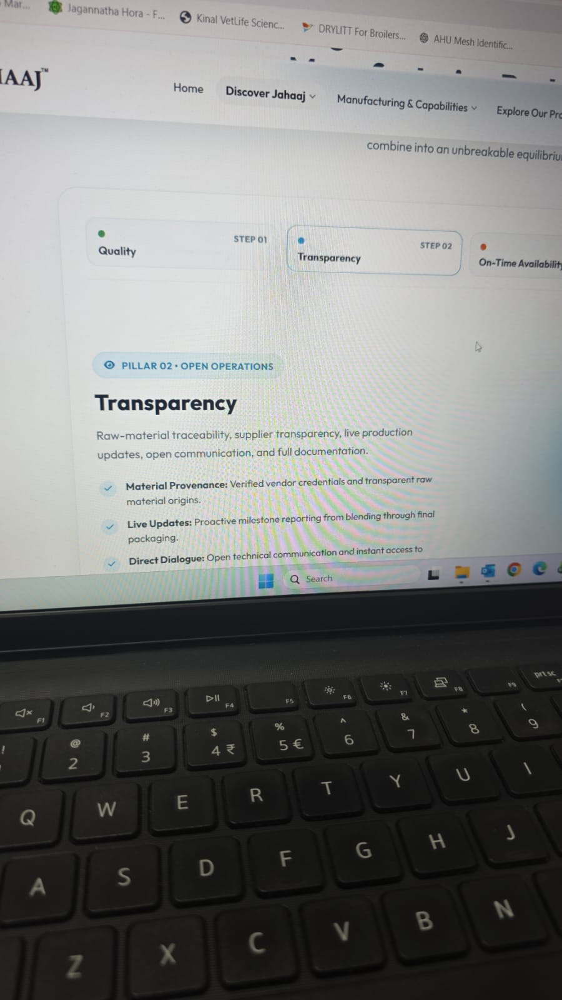 Mar...
Jagannatha Hora - F...
Kinal VetLife Scienc...
DRYLITT For Broilers...
AHU Mesh Identific...
AAJ™
Home
Discover Jahaaj
Manufacturing & Capabilities
Explore Our Pro
combine into an unbreakable equilibriu
Quality
STEP 01
Transparency
STEP 02
On-Time Availability
PILLAR 02 • OPEN OPERATIONS
Transparency
Raw-material traceability, supplier transparency, live production
updates, open communication, and full documentation.
Material Provenance: Verified vendor credentials and transparent raw
material origins.
Live Updates: Proactive milestone reporting from blending through final
packaging.
Direct Dialogue: Open technical communication and instant access to
Search
F1 F2 F3 F4 F5 F6 F7 F8 F9 prt sc
! @ 2 # 3 $ 4 ₹ % 5 € ^ 6 & 7 * 8 ( 9
Q W E R T Y U I
A S D F G H J
Z X C V B N